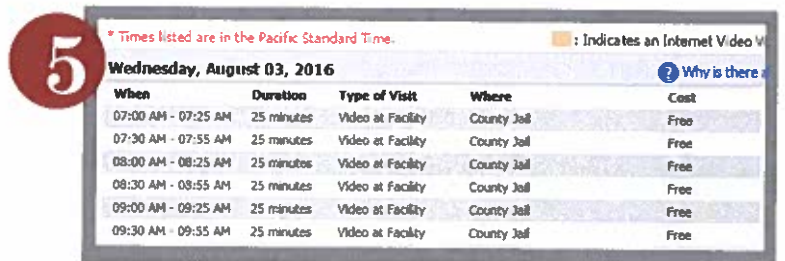 5
* Times listed are in the Pacific Standard Time.
: Indicates an Internet Video
Wednesday, August 03, 2016
? Why is there
When Duration Type of Visit Where Cost
07:00 AM - 07:25 AM 25 minutes Video at Facility County Jail Free
07:30 AM - 07:55 AM 25 minutes Video at Facility County Jail Free
08:00 AM - 08:25 AM 25 minutes Video at Facility County Jail Free
08:30 AM - 08:55 AM 25 minutes Video at Facility County Jail Free
09:00 AM - 09:25 AM 25 minutes Video at Facility County Jail Free
09:30 AM - 09:55 AM 25 minutes Video at Facility County Jail Free